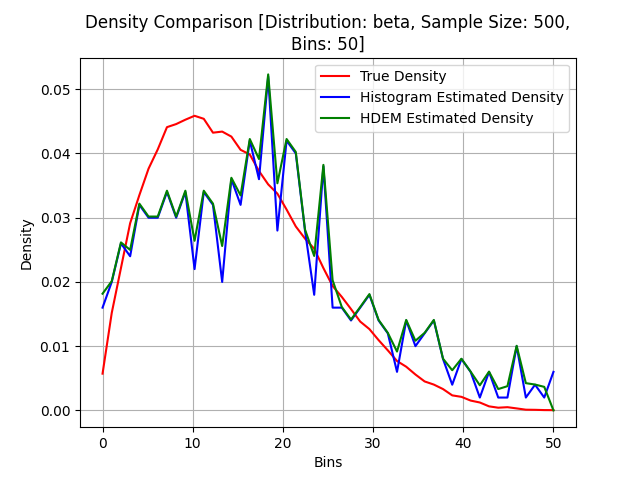 Density Comparison [Distribution: beta, Sample Size: 500,
Bins: 50]
True Density
Histogram Estimated Density
HDEM Estimated Density
Density
0.05
0.04
0.03
0.02
0.01
0.00
0 10 20 30 40 50
Bins